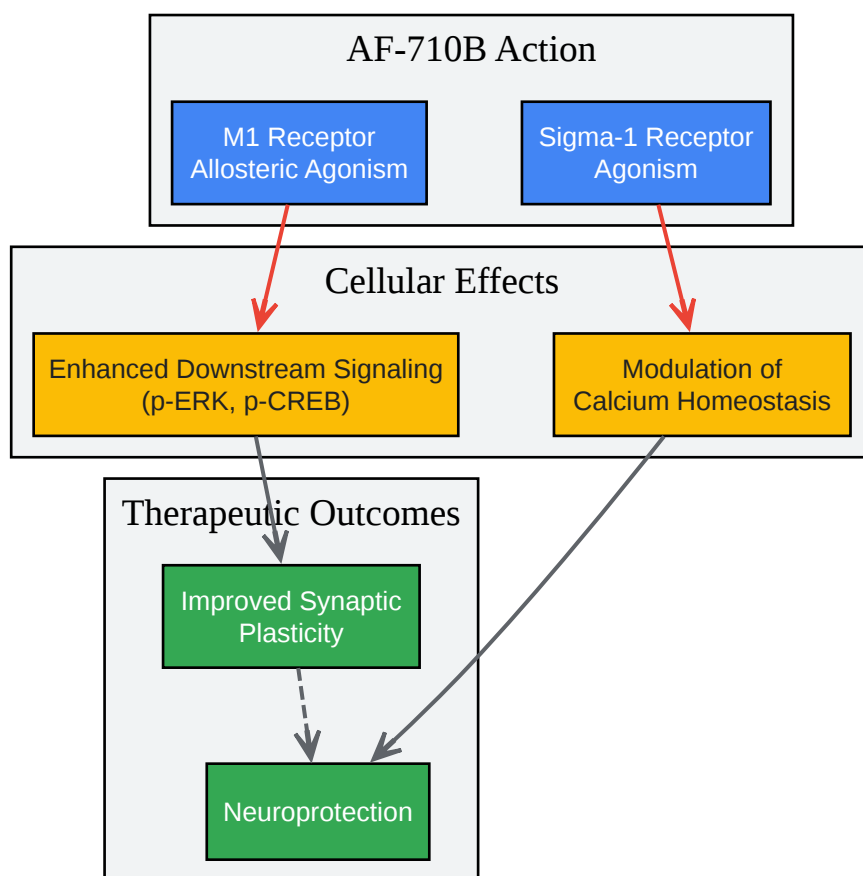 AF-710B Action
M1 Receptor
Allosteric Agonism
Sigma-1 Receptor
Agonism
Cellular Effects
Enhanced Downstream Signaling
(p-ERK, p-CREB)
Modulation of
Calcium Homeostasis
Therapeutic Outcomes
Improved Synaptic
Plasticity
Neuroprotection